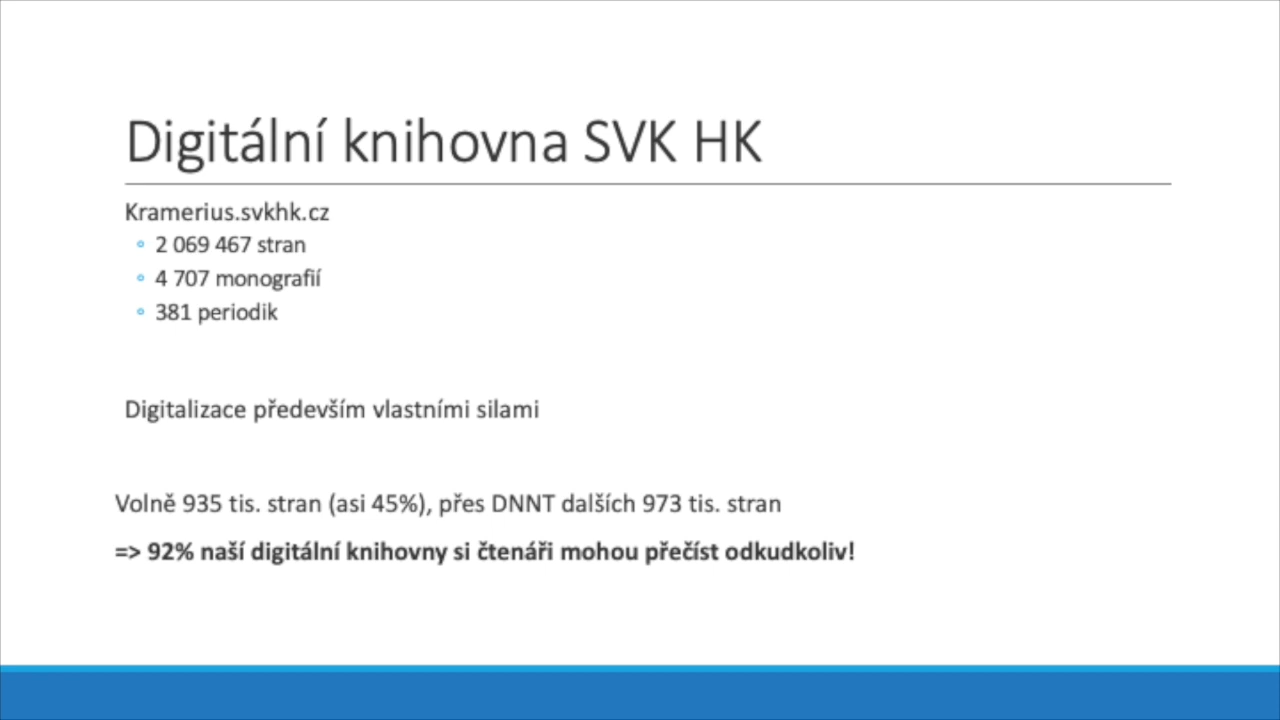 Digitální knihovna SVK HK
Kramerius.svkhk.cz
2 069 467 stran
4 707 monografií
381 periodik
Digitalizace především vlastními silami
Volně 935 tis. stran (asi 45%), přes DNNT dalších 973 tis. stran
=> 92% naší digitální knihovny si čtenáři mohou přečíst odkudkoliv!